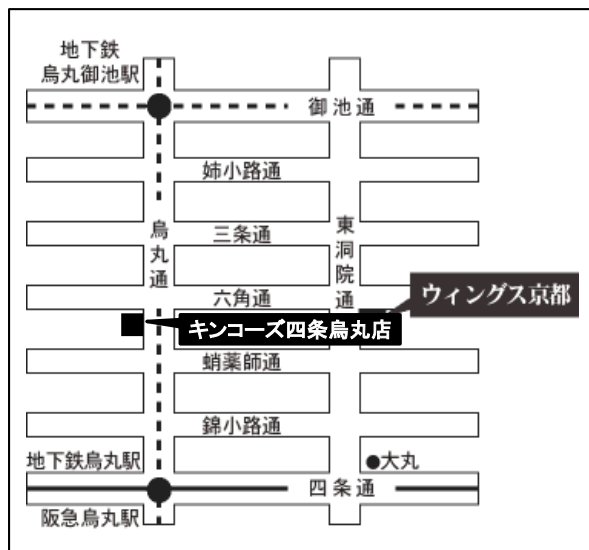 地下鉄
烏丸御池駅
御池通
姉小路通
烏丸通
三条通
東洞院通
六角通
ウィングス京都
キンコーズ四条烏丸店
蛸薬師通
錦小路通
地下鉄烏丸駅
●大丸
四条通
阪急烏丸駅